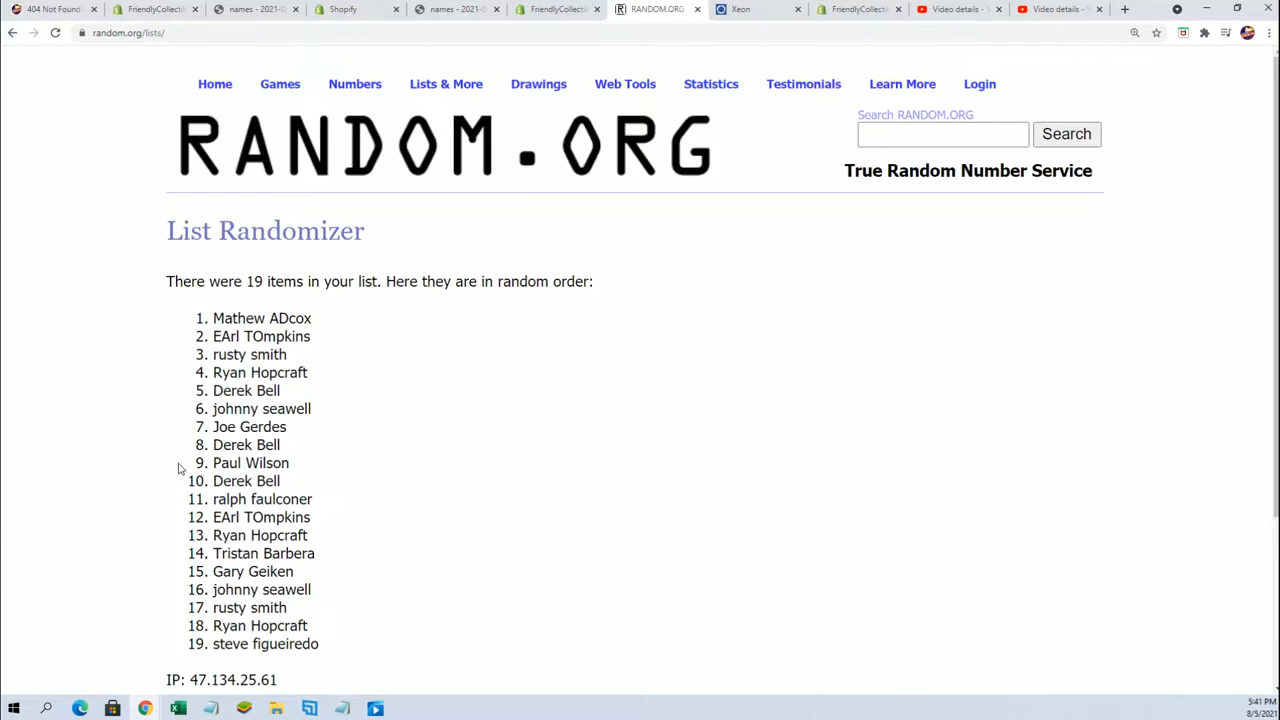 404 Not Found
FriendlyCollectil
names - 2021-0
Shopify
names - 2021-0
FriendlyCollecti
RANDOM.ORG
Xeon
FriendlyCollecti
Video details -
Video details -
random.org/lists/
Home Games Numbers Lists & More Drawings Web Tools Statistics Testimonials Learn More Login
RANDOM.ORG
Search RANDOM.ORG
Search
True Random Number Service
List Randomizer
There were 19 items in your list. Here they are in random order:
1. Mathew ADcox
2. EArl TOmpkins
3. rusty smith
4. Ryan Hopcraft
5. Derek Bell
6. johnny seawell
7. Joe Gerdes
8. Derek Bell
9. Paul Wilson
10. Derek Bell
11. ralph faulconer
12. EArl TOmpkins
13. Ryan Hopcraft
14. Tristan Barbera
15. Gary Geiken
16. johnny seawell
17. rusty smith
18. Ryan Hopcraft
19. steve figueiredo
IP: 47.134.25.61
5:41 PM
8/5/2021